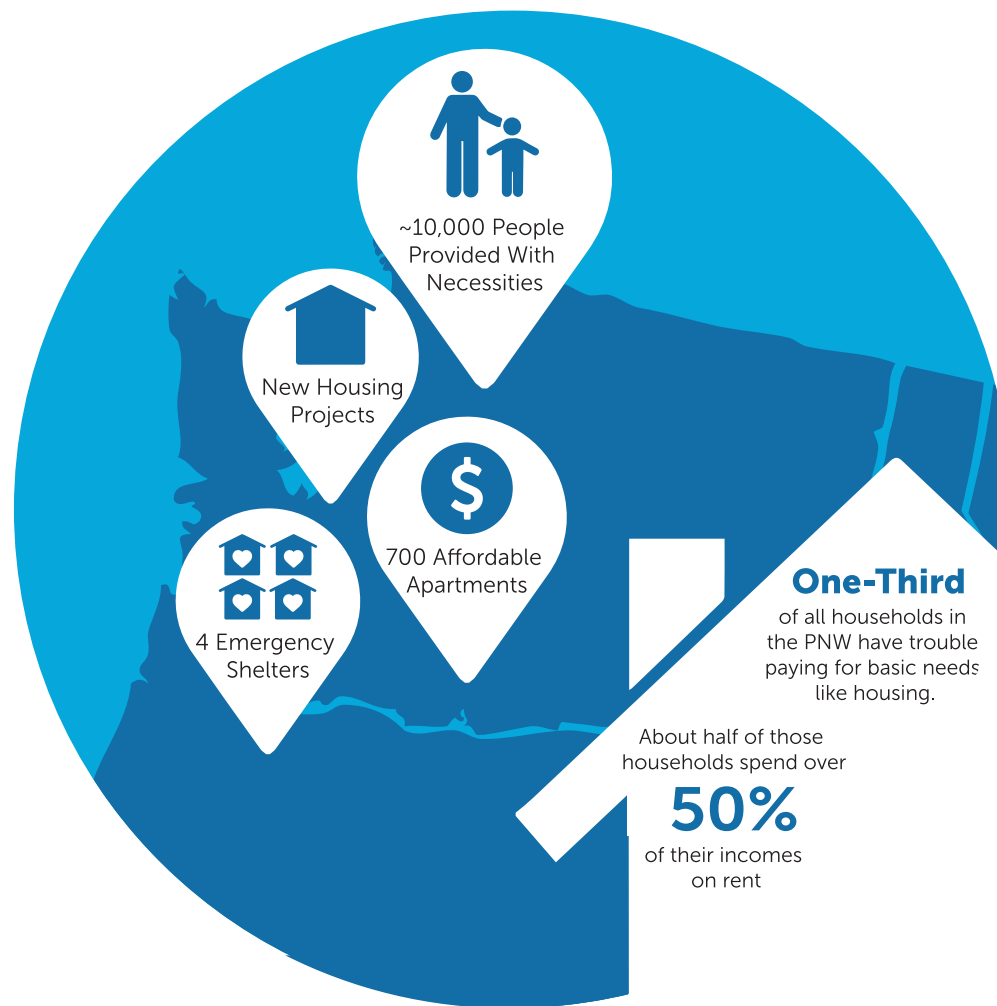 ~10,000 People
Provided With
Necessities
New Housing
Projects
$
700 Affordable
Apartments
4 Emergency
Shelters
One-Third
of all households in
the PNW have trouble
paying for basic needs
like housing.
About half of those
households spend over
50%
of their incomes
on rent